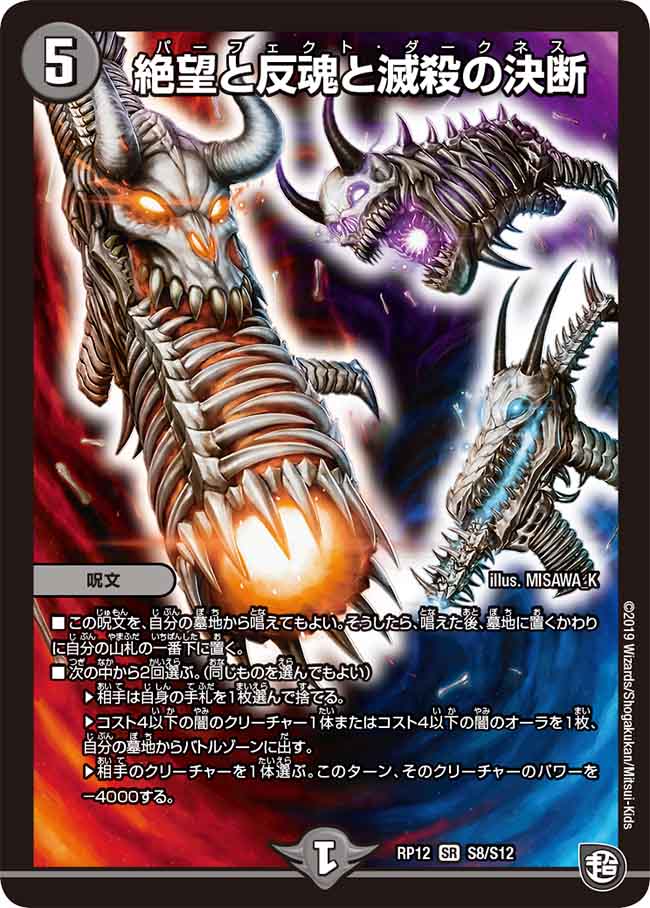 パーフェクト・ダークネス
5
絶望と反魂と滅殺の決断
呪文
illus. MISAWA_K
■この呪文を、自分の墓地から唱えてもよい。そうしたら、唱えた後、墓地に置くかわり
に自分の山札の一番下に置く。
■次の中から2回選ぶ。(同じものを選んでもよい)
▶相手は自身の手札を1枚選んで捨てる。
▶コスト4以下の闇のクリーチャー1体またはコスト4以下の闇のオーラを1枚、
自分の墓地からバトルゾーンに出す。
▶相手のクリーチャーを1体選ぶ。このターン、そのクリーチャーのパワーを
-4000する。
©2019 Wizards/Shogakukan/Mitsui-Kids
1
RP12 SR S8/S12
超